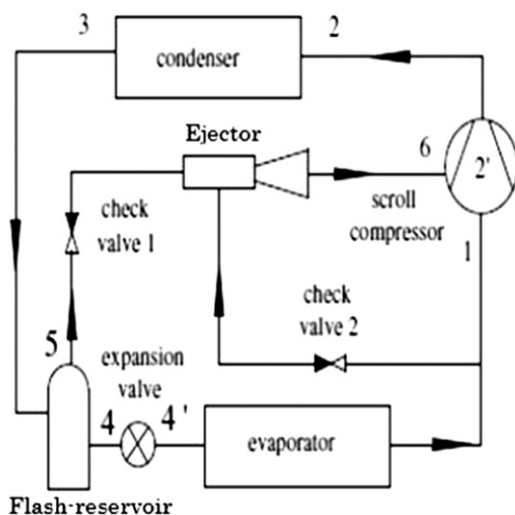 3
2
condenser
Ejector
6
2'
scroll
compressor
1
check
valve 1
check
valve 2
5
expansion
valve
4
4'
evaporator
Flash-reservoir